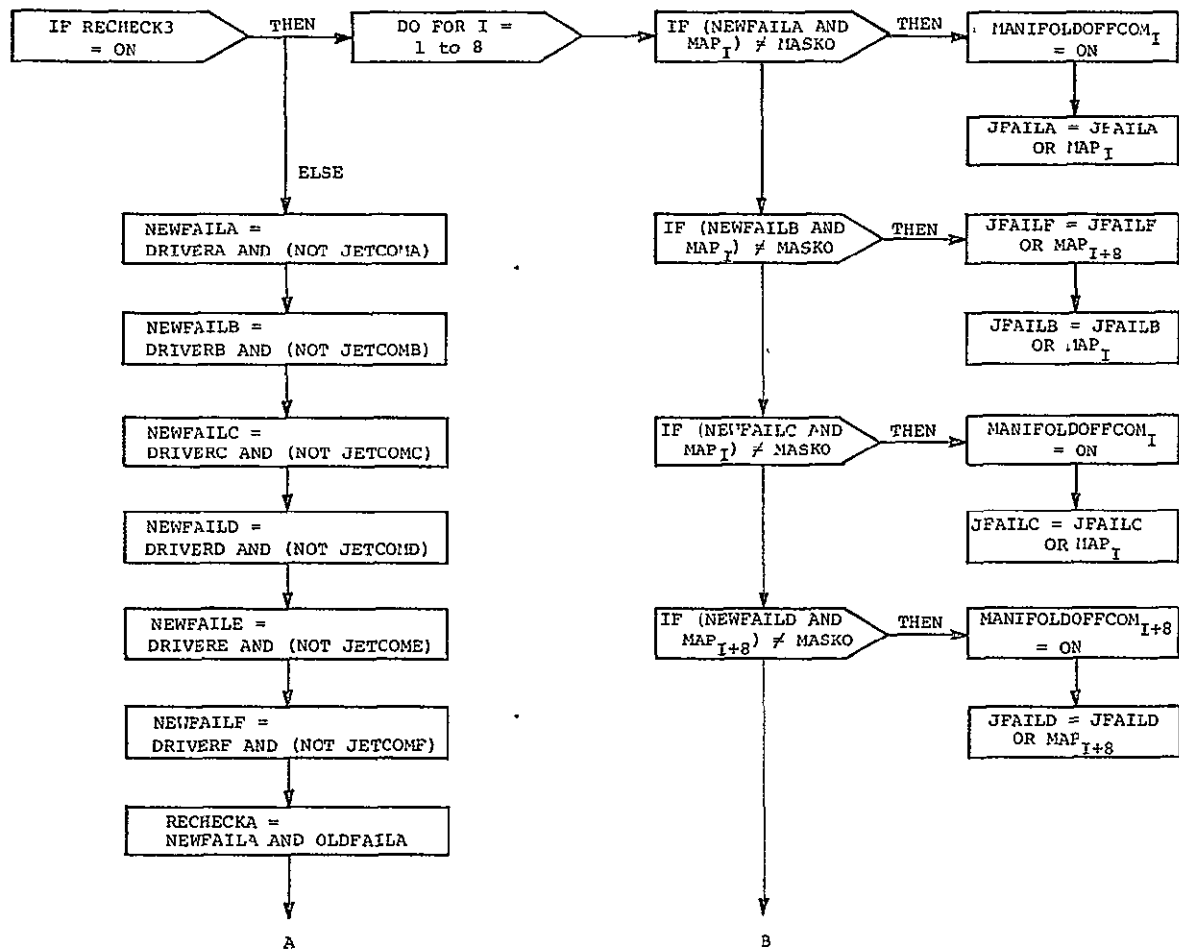 IF RECHECK3
= ON
THEN
DO FOR I =
1 to 8
IF (NEWFAILA AND
MAP_I) ≠ MASKO
THEN
MANIFOLDOFFCOM_I
= ON
JFAILA = JFAILA
OR MAP_I
ELSE
NEWFAILA =
DRIVERA AND (NOT JETCOMA)
IF (NEWFAILB AND
MAP_I) ≠ MASKO
THEN
JFAILF = JFAILF
OR MAP_I+8
JFAILB = JFAILB
OR MAP_I
NEWFAILB =
DRIVERB AND (NOT JETCOMB)
NEWFAILC =
DRIVERC AND (NOT JETCOMC)
IF (NEWFAILC AND
MAP_I) ≠ MASKO
THEN
MANIFOLDOFFCOM_I
= ON
JFAILC = JFAILC
OR MAP_I
NEWFAILD =
DRIVERD AND (NOT JETCOMD)
NEWFAILE =
DRIVERE AND (NOT JETCOME)
IF (NEWFAILD AND
MAP_I+8) ≠ MASKO
THEN
MANIFOLDOFFCOM_I+8
= ON
JFAILD = JFAILD
OR MAP_I+8
NEWFAILF =
DRIVERF AND (NOT JETCOMF)
RECHECKA =
NEWFAILA AND OLDFAILA
A
B